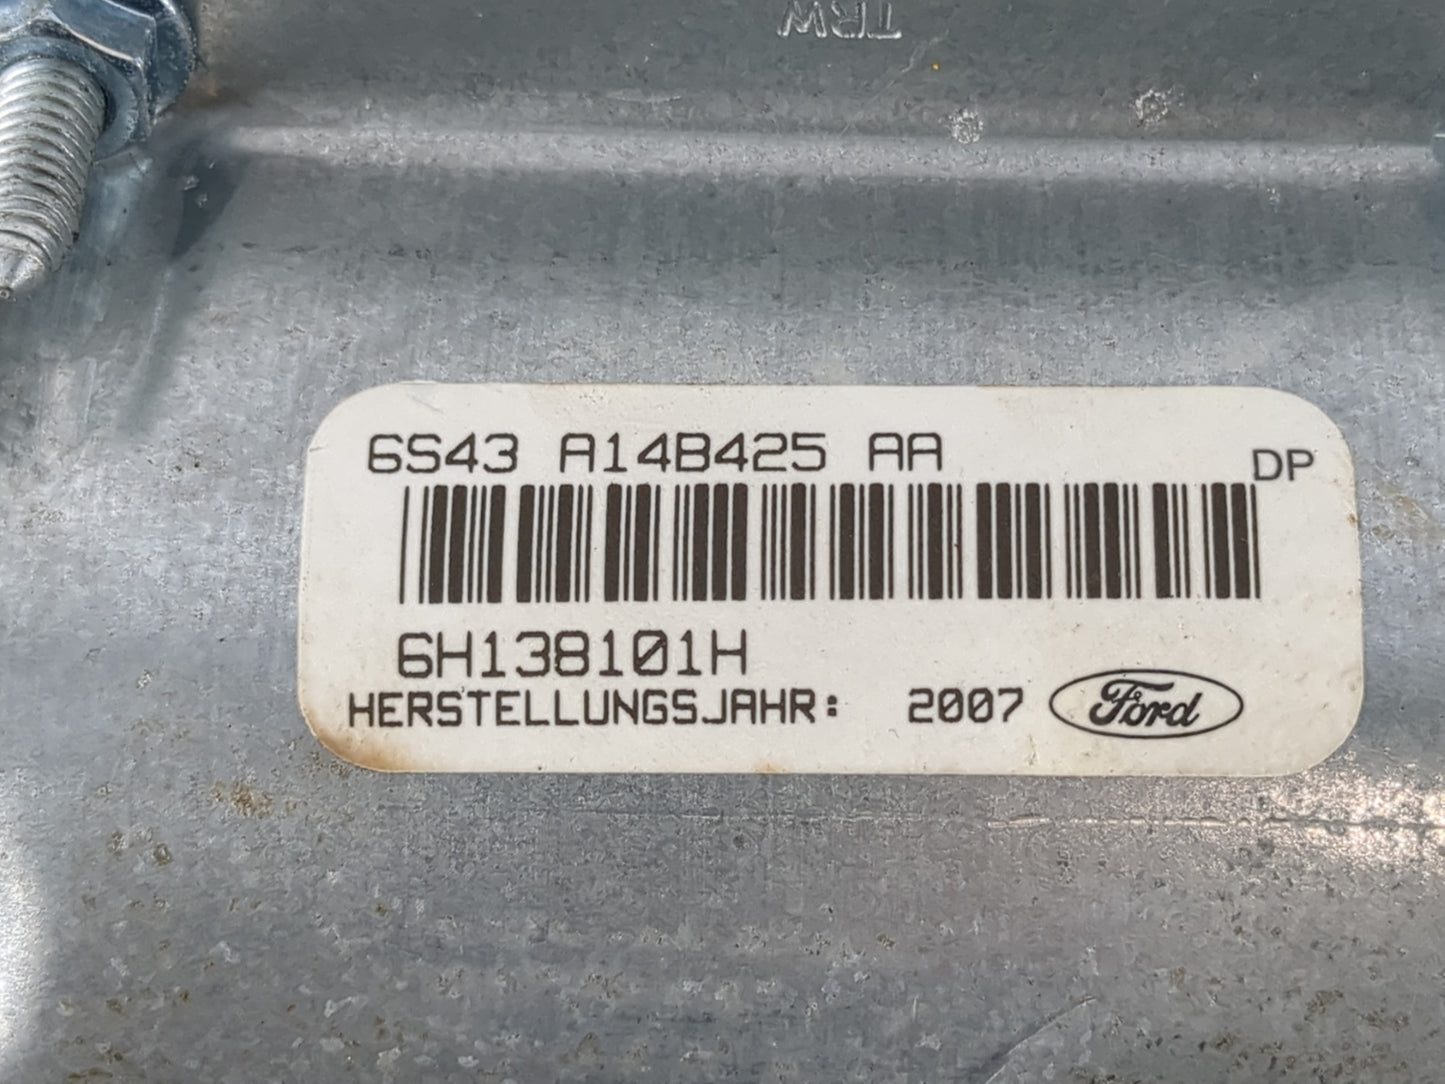 TRW
6S43 A14B425 AA
DP
6H138101H
HERSTELLUNGSJAHR: 2007 Ford